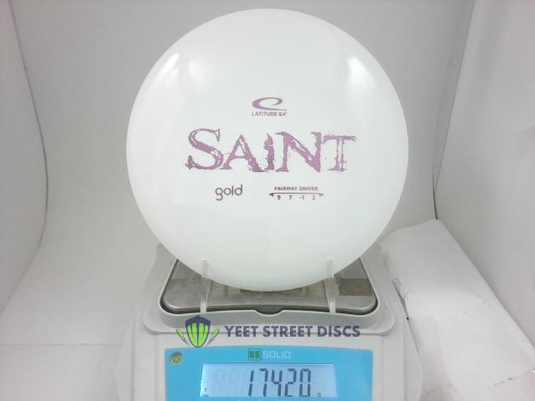 LATITUDE 64°
SAINT
gold
FAIRWAY DRIVER
9 7 -1 2
YEET STREET DISCS
SOLID
174.20 g